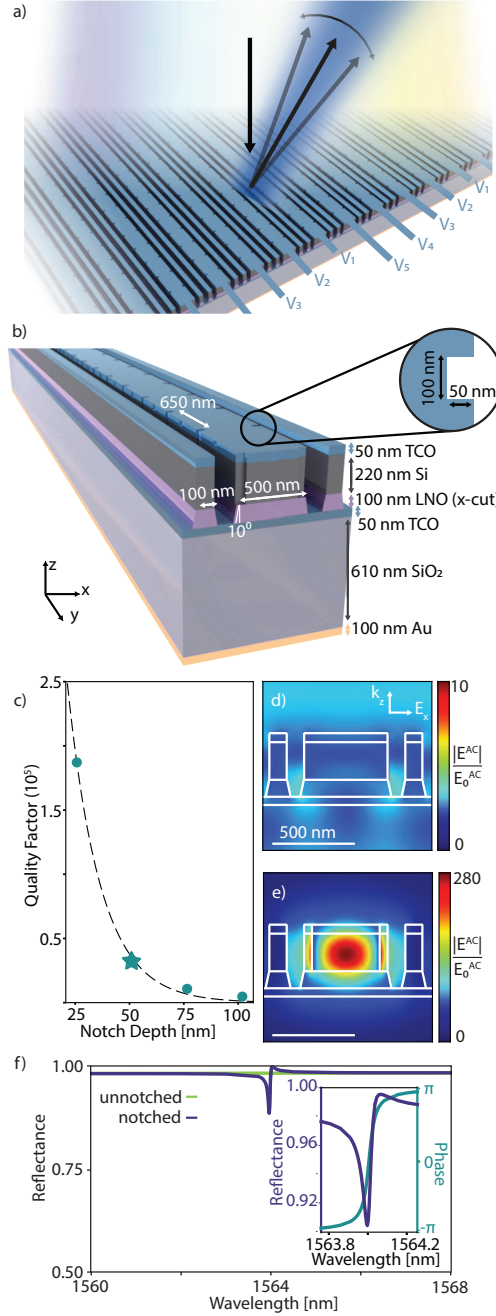 a)
V₁
V₂
V₃
V₄
V₅
V₁
V₂
V₃
b)
650 nm
100 nm
50 nm
100 nm
500 nm
10⁰
50 nm TCO
220 nm Si
100 nm LNO (x-cut)
50 nm TCO
610 nm SiO₂
100 nm Au
z
x
y
c)
2.5
1.5
0.5
Quality Factor (10⁵)
25
50
75
100
Notch Depth [nm]
d)
k_z
E_x
500 nm
10
|E^AC|
E₀^AC
0
e)
280
|E^AC|
E₀^AC
0
f)
1.00
0.75
0.50
Reflectance
unnotched
notched
1560
1564
1568
Wavelength [nm]
1.00
0.96
0.92
Reflectance
π
0
-π
Phase
1563.8
1564.2
Wavelength [nm]